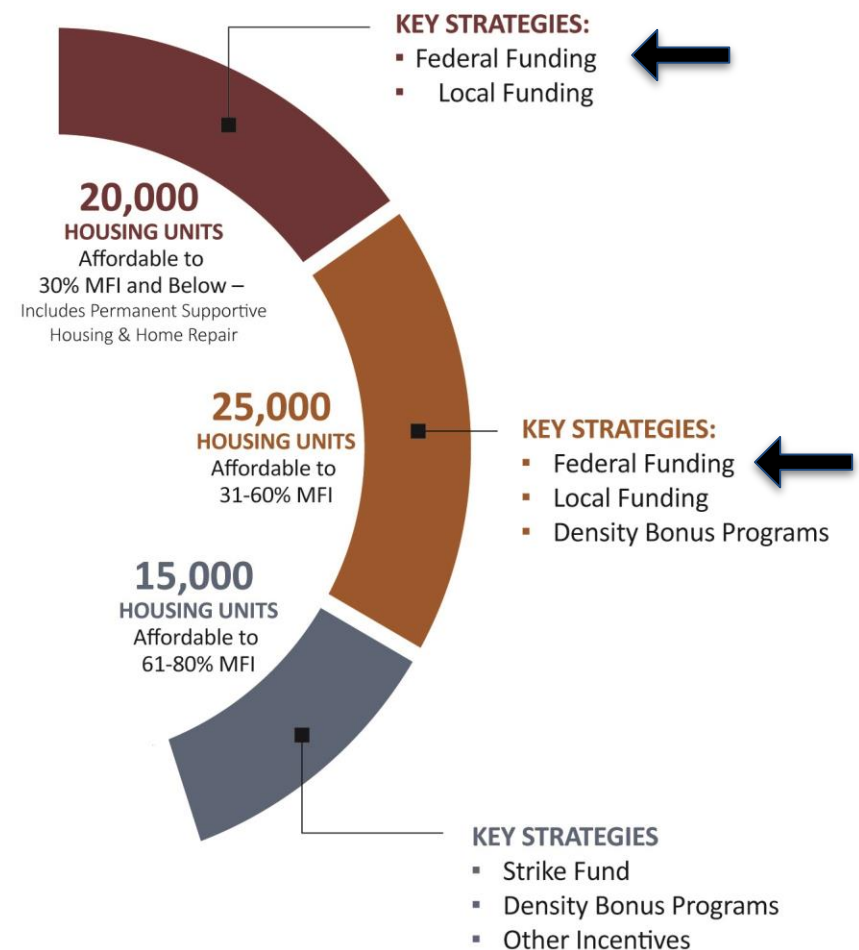 KEY STRATEGIES:
▪ Federal Funding
▪ Local Funding
20,000
HOUSING UNITS
Affordable to
30% MFI and Below –
Includes Permanent Supportive
Housing & Home Repair
25,000
HOUSING UNITS
Affordable to
31-60% MFI
KEY STRATEGIES:
▪ Federal Funding
▪ Local Funding
▪ Density Bonus Programs
15,000
HOUSING UNITS
Affordable to
61-80% MFI
KEY STRATEGIES
▪ Strike Fund
▪ Density Bonus Programs
▪ Other Incentives